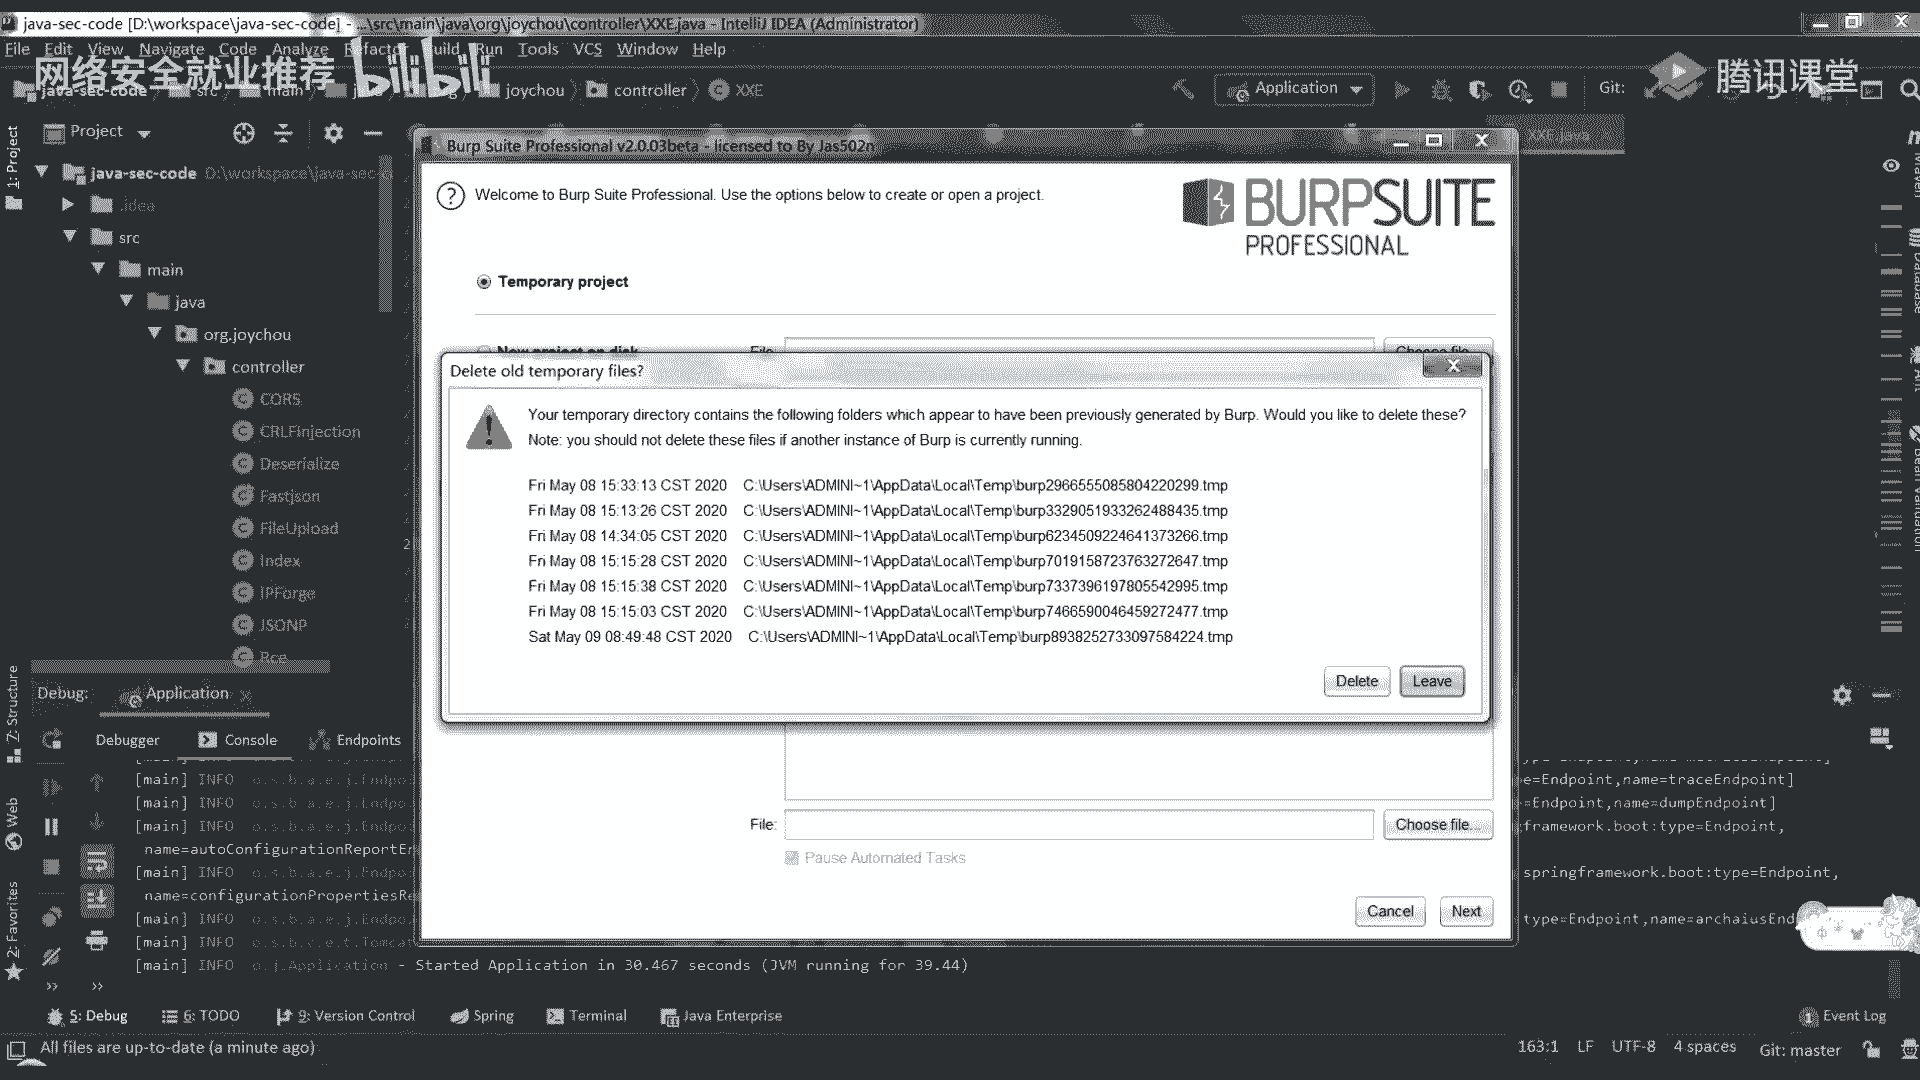 java-sec-code [D:\workspace\java-sec-code] - ...\src\main\java\org\joychou\controller\XXE.java - IntelliJ IDEA (Administrator)
File Edit View Navigate Code Analyze Refactor Build Run Tools VCS Window Help
网络安全就业推荐 bilibili
腾讯课堂
java-sec-code src main joychou controller XXE
Application
Git:
1: Project
Project
XXE.java
java-sec-code D:\workspace\java-sec-c
.idea
src
main
java
org.joychou
controller
CORS
CRLFInjection
Deserialize
Fastjson
FileUpload
Index
IPForge
JSONP
Rce
Burp Suite Professional v2.0.03beta - licensed to By Jas502n
Welcome to Burp Suite Professional. Use the options below to create or open a project.
BURPSUITE
PROFESSIONAL
Temporary project
New project on disk
File:
Choose file...
Delete old temporary files?
Your temporary directory contains the following folders which appear to have been previously generated by Burp. Would you like to delete these?
Note: you should not delete these files if another instance of Burp is currently running.
Fri May 08 15:33:13 CST 2020 C:\Users\ADMINI~1\AppData\Local\Temp\burp2966555085804220299.tmp
Fri May 08 15:13:26 CST 2020 C:\Users\ADMINI~1\AppData\Local\Temp\burp3329051933262488435.tmp
Fri May 08 14:34:05 CST 2020 C:\Users\ADMINI~1\AppData\Local\Temp\burp6234509224641373266.tmp
Fri May 08 15:15:28 CST 2020 C:\Users\ADMINI~1\AppData\Local\Temp\burp7019158723763272647.tmp
Fri May 08 15:15:38 CST 2020 C:\Users\ADMINI~1\AppData\Local\Temp\burp7337396197805542995.tmp
Fri May 08 15:15:03 CST 2020 C:\Users\ADMINI~1\AppData\Local\Temp\burp7466590046459272477.tmp
Sat May 09 08:49:48 CST 2020 C:\Users\ADMINI~1\AppData\Local\Temp\burp8938252733097584224.tmp
Delete Leave
File:
Choose file...
Pause Automated Tasks
Cancel Next
Maven
Database
Ant
Bean Validation
Z: Structure
Web
2: Favorites
Debug: Application
Debugger Console Endpoints
[main] INFO o.s.b.a.e.j.Endpo
pe=Endpoint,name=traceEndpoint]
[main] INFO o.s.b.a.e.j.Endpo
=Endpoint,name=dumpEndpoint]
[main] INFO o.s.b.a.e.j.Endpo
framework.boot:type=Endpoint,
name=autoConfigurationReportEn
[main] INFO o.s.b.a.e.j.Endpo
springframework.boot:type=Endpoint,
name=configurationPropertiesRe
[main] INFO o.s.b.a.e.j.Endpo
type=Endpoint,name=archaiusEnd
[main] INFO o.s.b.c.e.t.Tomcat
[main] INFO o.j.Application - Started Application in 30.467 seconds (JVM running for 39.44)
5: Debug 6: TODO 9: Version Control Spring Terminal Java Enterprise
1 Event Log
All files are up-to-date (a minute ago)
163:1 LF UTF-8 4 spaces Git: master